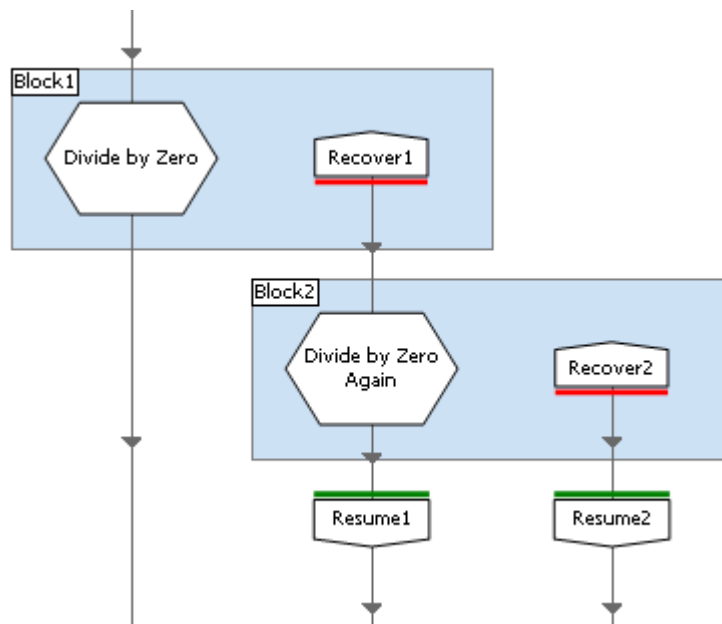 Block1
Divide by Zero
Recover1
Block2
Divide by Zero
Again
Recover2
Resume1
Resume2